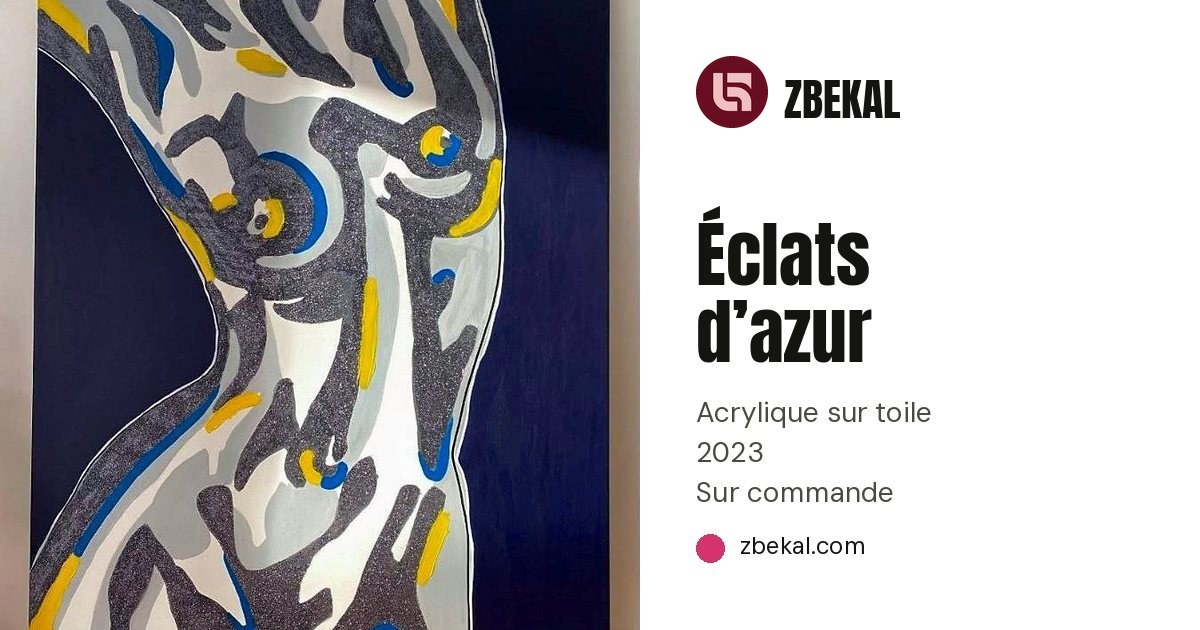 ZBEKAL
Éclats
d’azur
Acrylique sur toile
2023
Sur commande
zbekal.com